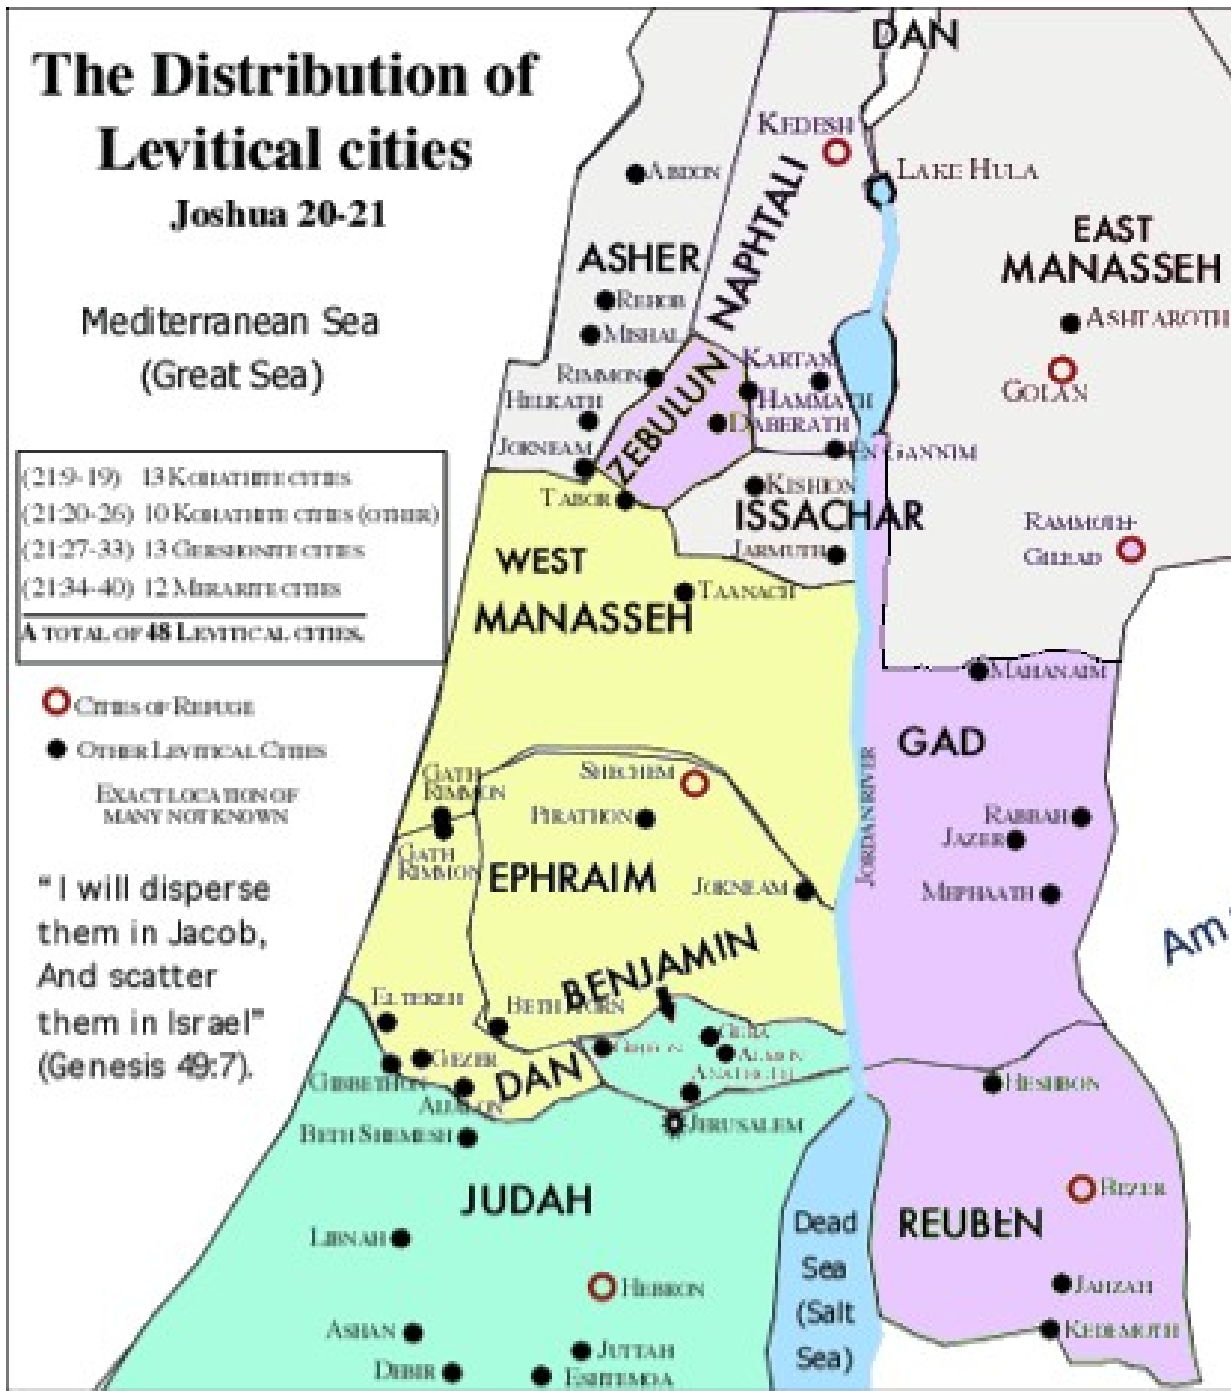 The Distribution of
Levitical cities
Joshua 20-21
Mediterranean Sea
(Great Sea)
(21:9-19) 13 KOHATHITE CITIES
(21:20-26) 10 KOHATHITE CITIES (OTHER)
(21:27-33) 13 GERSHONITE CITIES
(21:34-40) 12 MERARITE CITIES
A TOTAL OF 48 LEVITICAL CITIES.
CITIES OF REFUGE
OTHER LEVITICAL CITIES
EXACT LOCATION OF
MANY NOT KNOWN
"I will disperse
them in Jacob,
And scatter
them in Israel"
(Genesis 49:7).
DAN
KEDESH
ABDON
LAKE HULA
NAPHTALI
ASHER
EAST
MANASSEH
REHOB
MISHAL
ASHTAROTH
KARTAN
RIMMON
GOLAN
HELKATH
HAMMATH
ZEBULUN
DABERATH
JORNEAM
EN GANNIM
TABOR
KISHION
ISSACHAR
RAMMOTH-
GILEAD
JARMUTH
WEST
MANASSEH
TAANACH
MAHANAIM
GAD
JORDAN RIVER
SHECHEM
GATH
RIMMON
PIRATHON
RABBAH
JAZER
GATH
RIMMON
EPHRAIM
JORNEAM
MEPHAATH
Am
BENJAMIN
ELTEKEH
BETH HORN
GEZER
GIBEON
ALMON
ANATHOTH
GIBBETHON
DAN
AIJALON
HESHBON
JERUSALEM
BETH SHEMESH
JUDAH
BEZER
REUBEN
Dead
Sea
(Salt
Sea)
LIBNAH
HEBRON
JAHZAH
ASHAN
JUTTAH
KEDEMOTH
DEBIR
ESHTEMOA